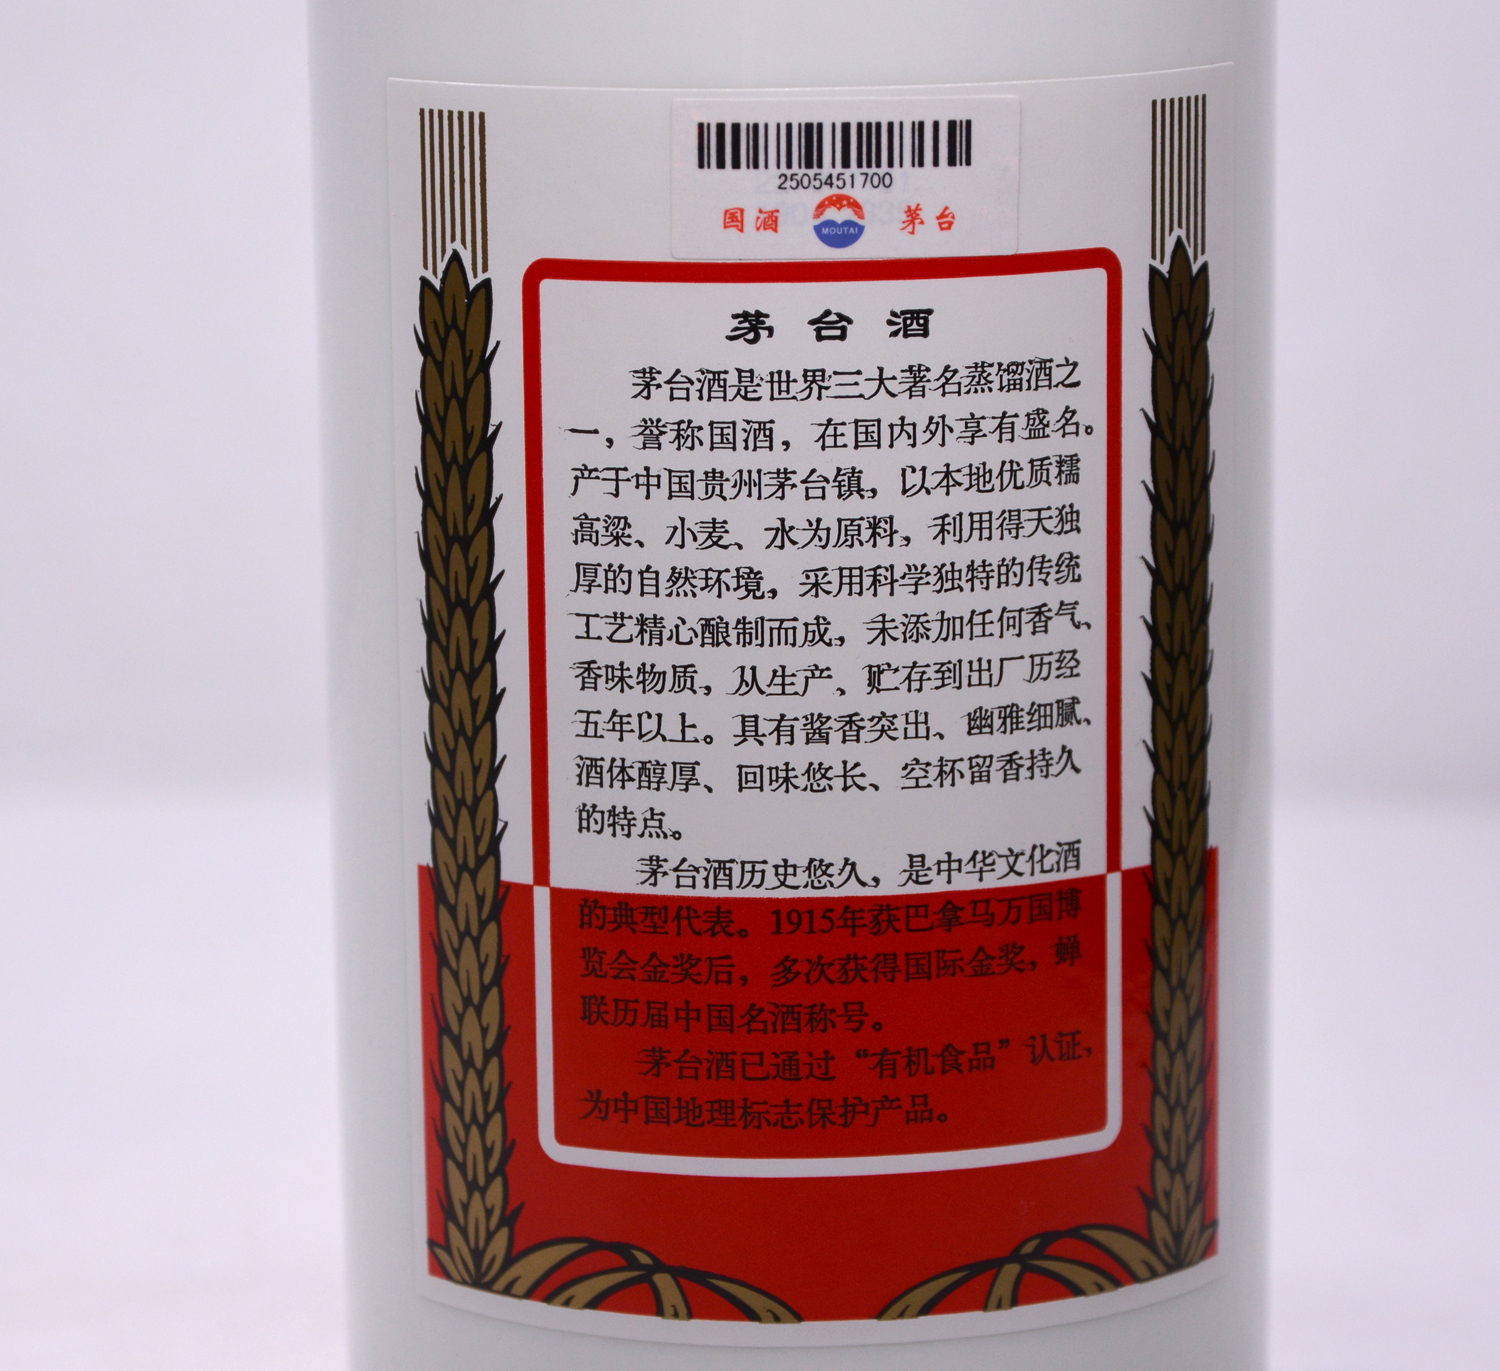 2505451700
国酒 MOUTAI 茅台
茅台酒
茅台酒是世界三大著名蒸馏酒之
一，誉称国酒，在国内外享有盛名。
产于中国贵州茅台镇，以本地优质糯
高粱、小麦、水为原料，利用得天独
厚的自然环境，采用科学独特的传统
工艺精心酿制而成，未添加任何香气、
香味物质，从生产、贮存到出厂历经
五年以上。具有酱香突出、幽雅细腻、
酒体醇厚、回味悠长、空杯留香持久
的特点。
茅台酒历史悠久，是中华文化酒
的典型代表。1915年获巴拿马万国博
览会金奖后，多次获得国际金奖，蝉
联历届中国名酒称号。
茅台酒已通过“有机食品”认证，
为中国地理标志保护产品。